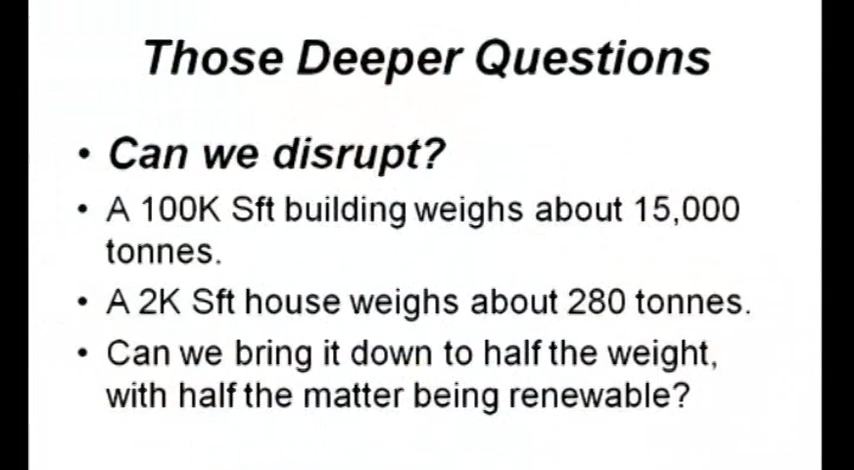 Those Deeper Questions
• Can we disrupt?
• A 100K Sft building weighs about 15,000
tonnes.
• A 2K Sft house weighs about 280 tonnes.
• Can we bring it down to half the weight,
with half the matter being renewable?